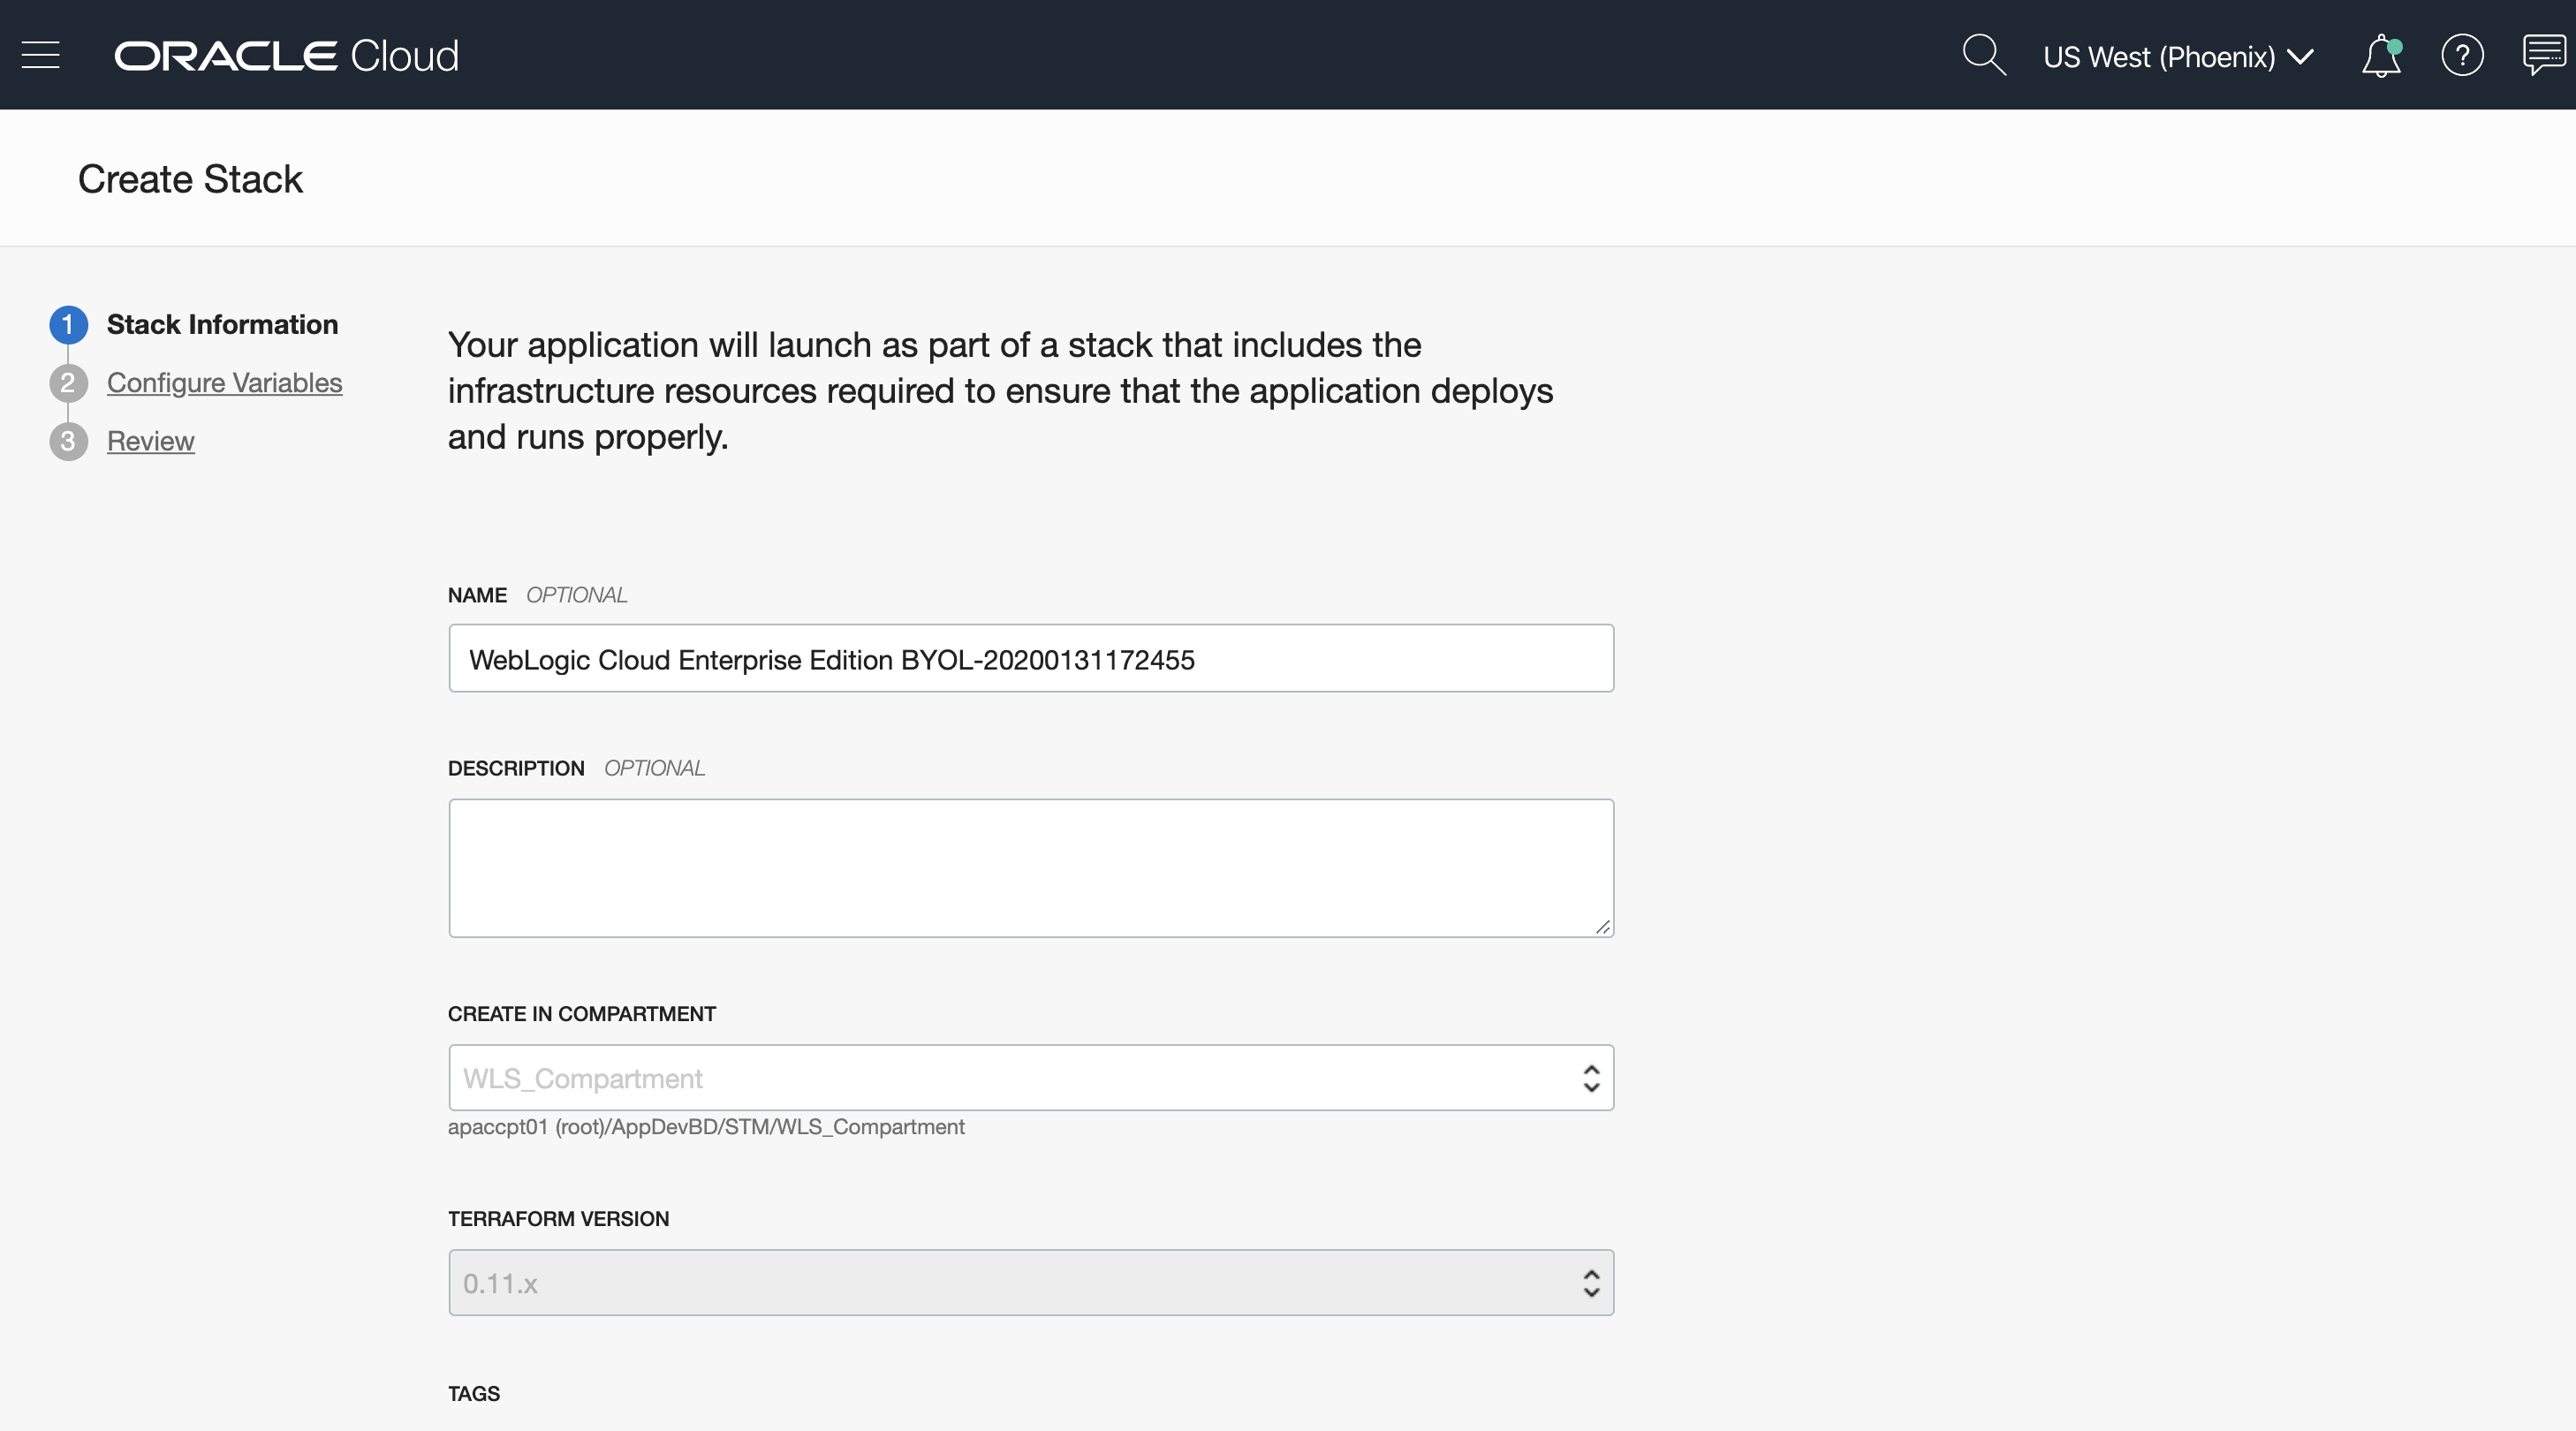 ORACLE Cloud
US West (Phoenix)
?
Create Stack
1 Stack Information
2 Configure Variables
3 Review
Your application will launch as part of a stack that includes the
infrastructure resources required to ensure that the application deploys
and runs properly.
NAME OPTIONAL
WebLogic Cloud Enterprise Edition BYOL-20200131172455
DESCRIPTION OPTIONAL
CREATE IN COMPARTMENT
WLS_Compartment
apaccpt01 (root)/AppDevBD/STM/WLS_Compartment
TERRAFORM VERSION
0.11.x
TAGS